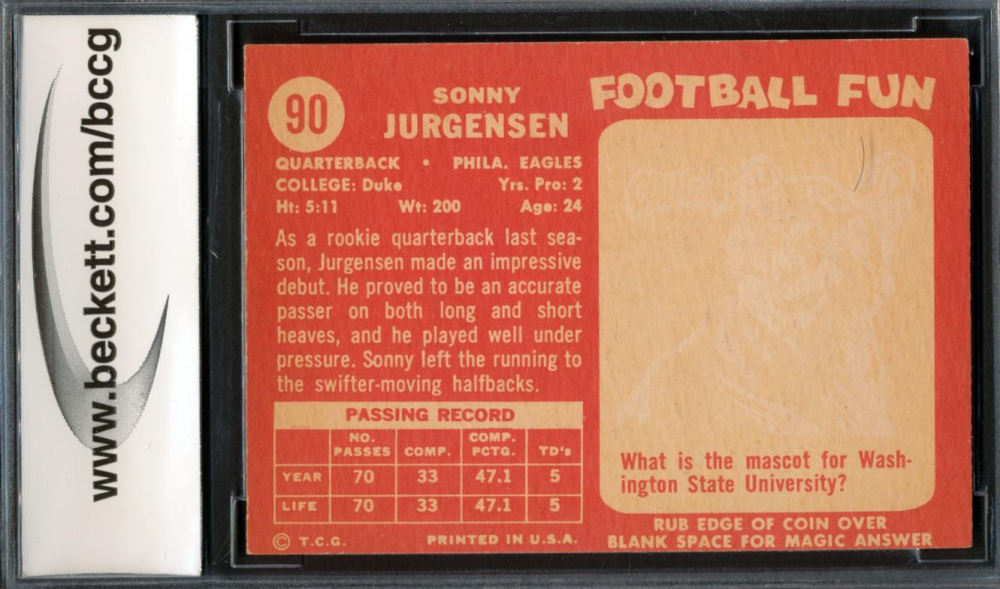 www.beckett.com/bccg
90
SONNY
JURGENSEN
QUARTERBACK • PHILA. EAGLES
COLLEGE: Duke Yrs. Pro: 2
Ht: 5:11 Wt: 200 Age: 24
As a rookie quarterback last sea-
son, Jurgensen made an impressive
debut. He proved to be an accurate
passer on both long and short
heaves, and he played well under
pressure. Sonny left the running to
the swifter-moving halfbacks.
PASSING RECORD
NO. PASSES COMP. COMP. PCTG. TD's
YEAR 70 33 47.1 5
LIFE 70 33 47.1 5
© T.C.G. PRINTED IN U.S.A.
FOOTBALL FUN
What is the mascot for Wash-
ington State University?
RUB EDGE OF COIN OVER
BLANK SPACE FOR MAGIC ANSWER